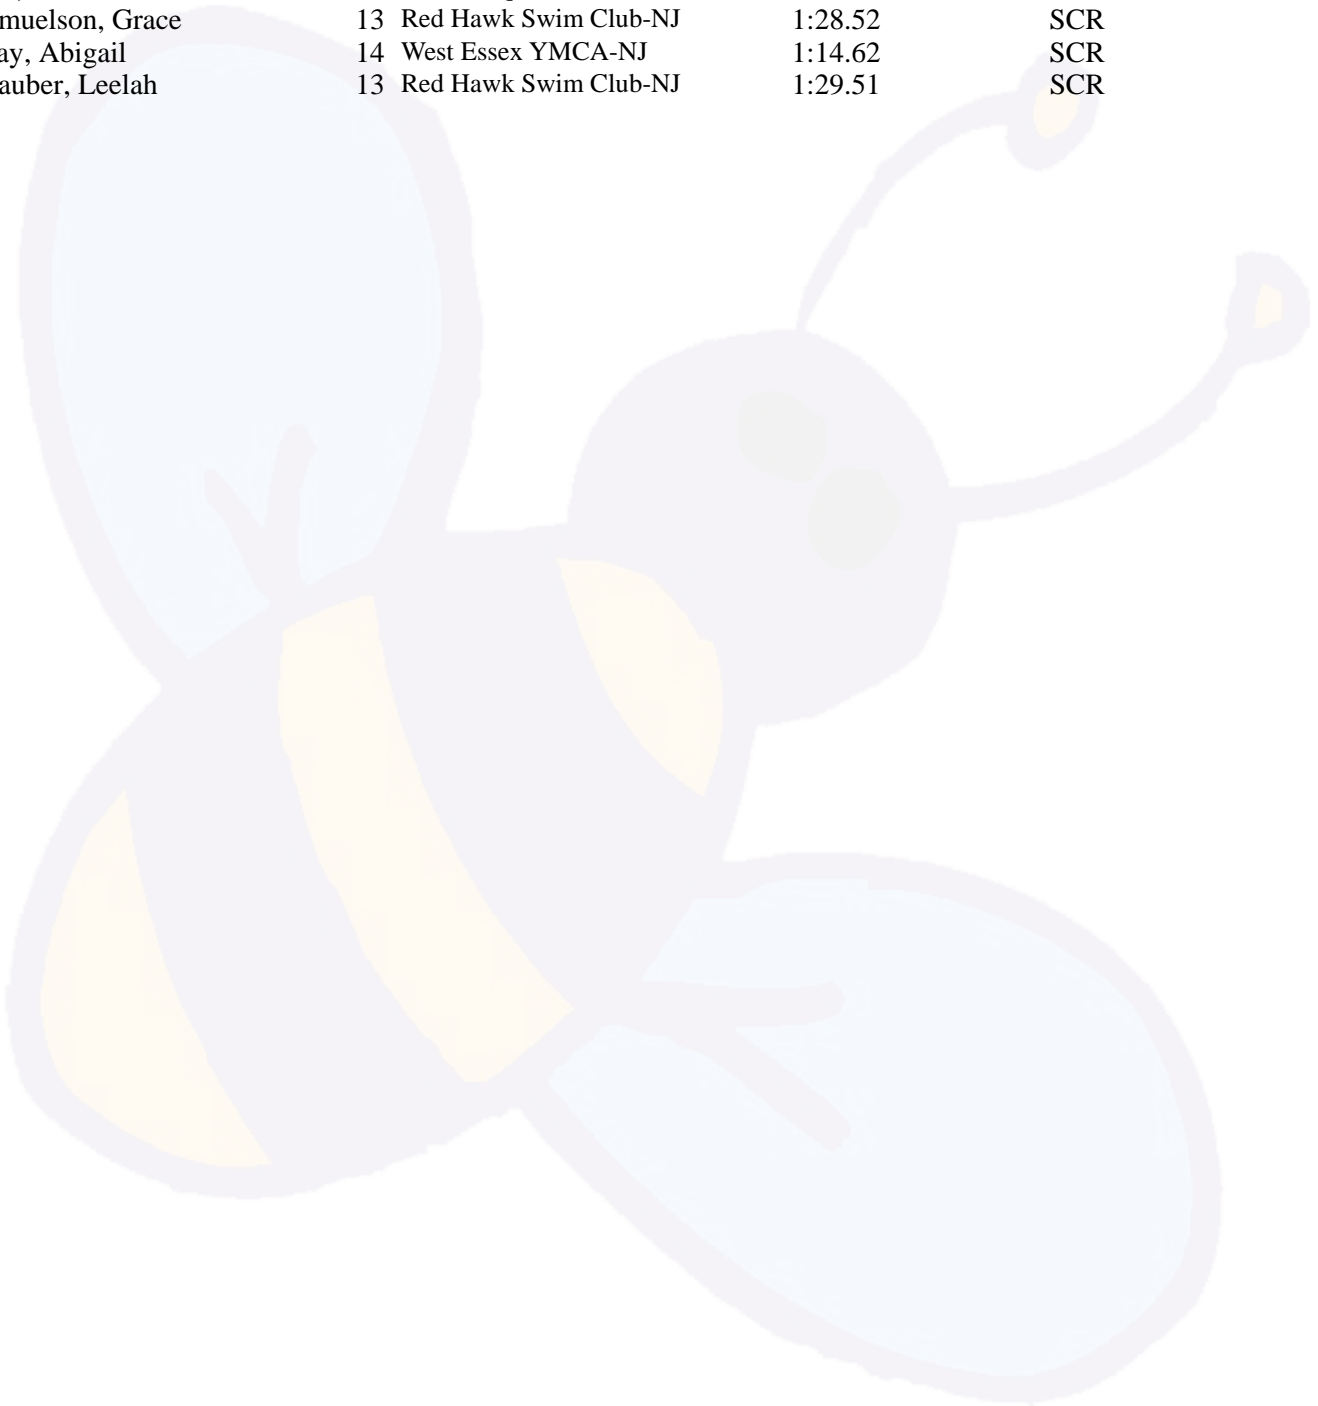 muelson, Grace 13 Red Hawk Swim Club-NJ 1:28.52 SCR
ay, Abigail 14 West Essex YMCA-NJ 1:14.62 SCR
auber, Leelah 13 Red Hawk Swim Club-NJ 1:29.51 SCR